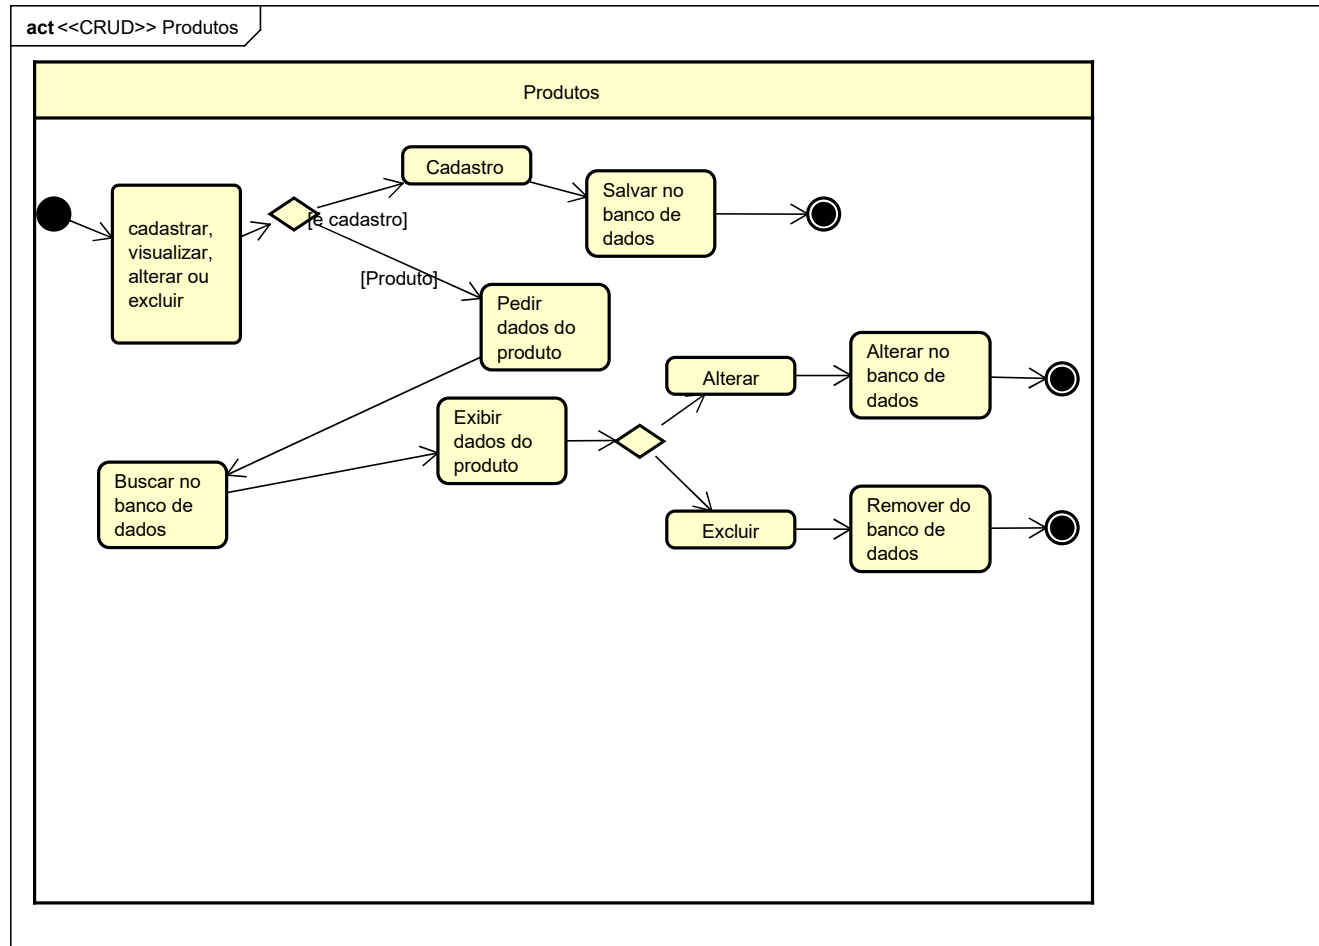 act <<CRUD>> Produtos
Produtos
cadastrar,
visualizar,
alterar ou
excluir
[é cadastro]
Cadastro
Salvar no
banco de
dados
[Produto]
Pedir
dados do
produto
Buscar no
banco de
dados
Exibir
dados do
produto
Alterar
Alterar no
banco de
dados
Excluir
Remover do
banco de
dados